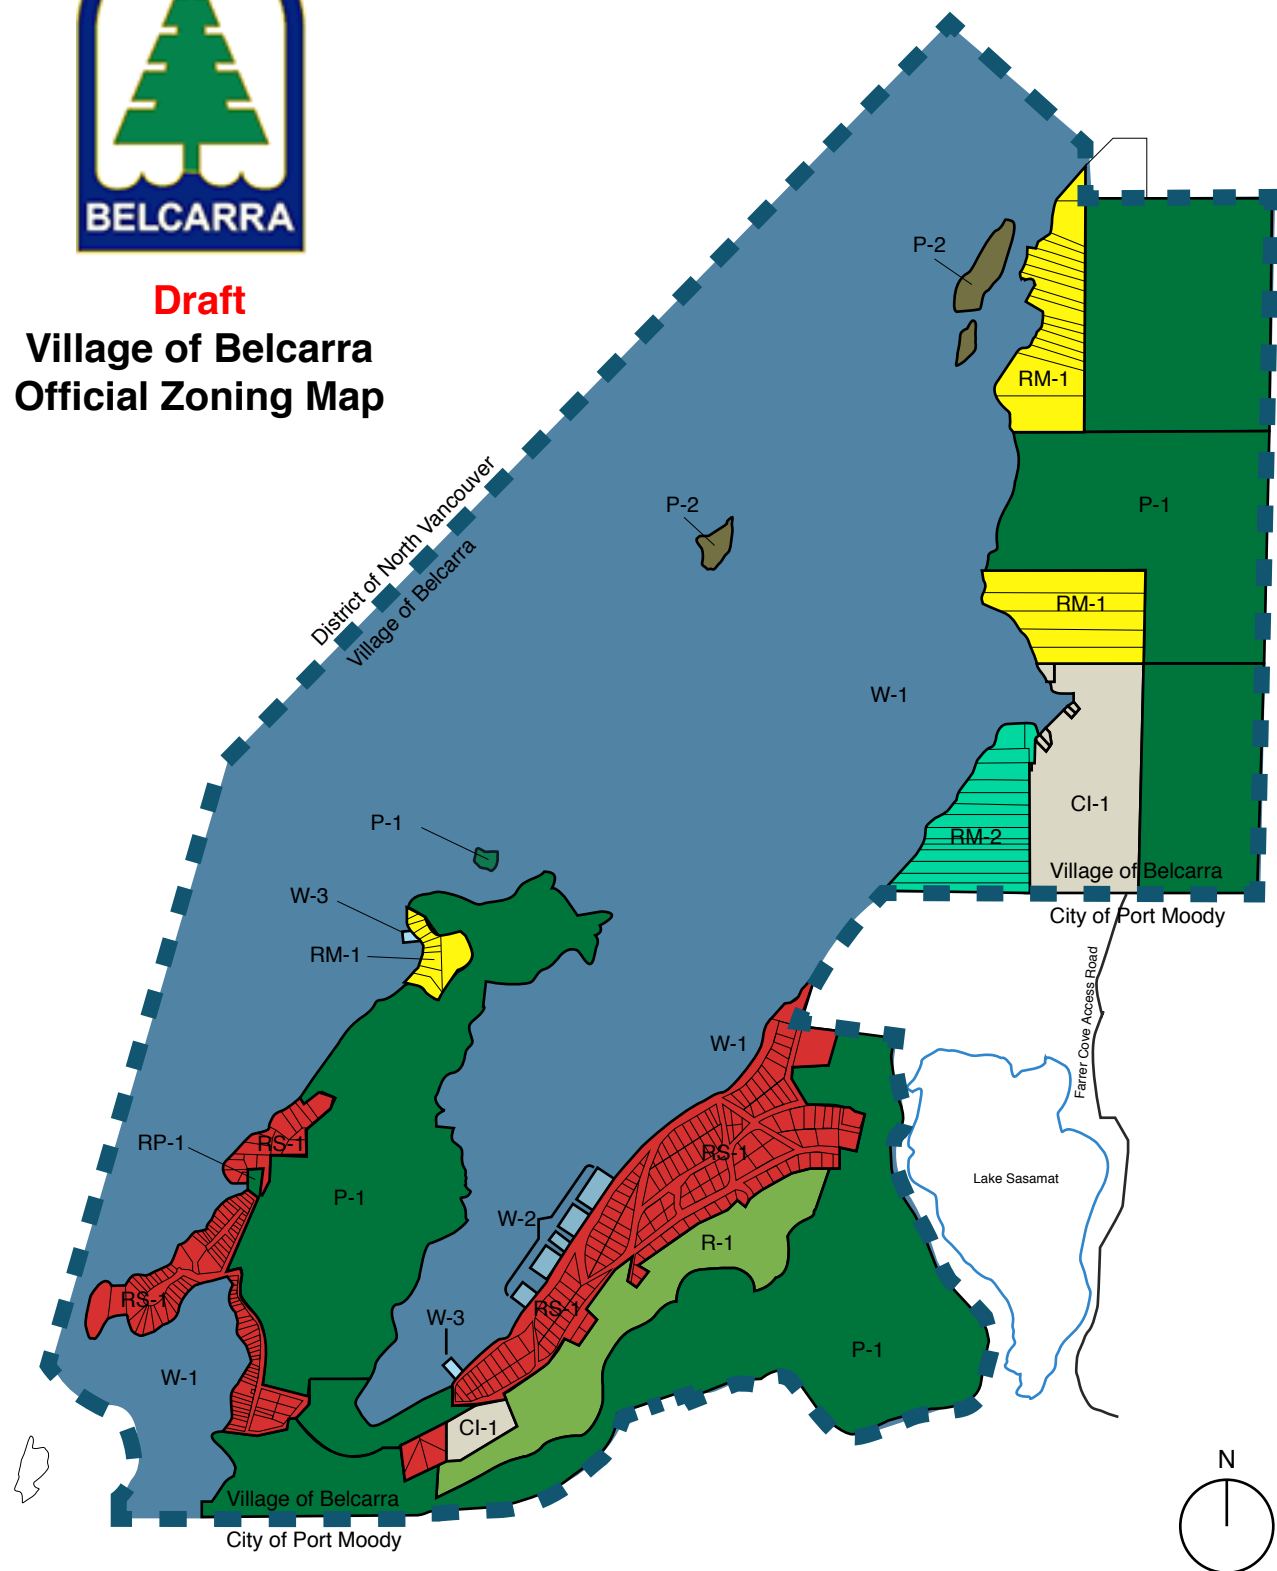 BELCARRA
Draft
Village of Belcarra
Official Zoning Map
P-2
RM-1
District of North Vancouver
Village of Belcarra
P-2
P-1
RM-1
W-1
CI-1
P-1
RM-2
Village of Belcarra
City of Port Moody
W-3
RM-1
Farrer Cove Access Road
W-1
RP-1
RS-1
RS-1
Lake Sasamat
P-1
W-2
R-1
RS-1
RS-1
W-3
P-1
W-1
CI-1
N
Village of Belcarra
City of Port Moody